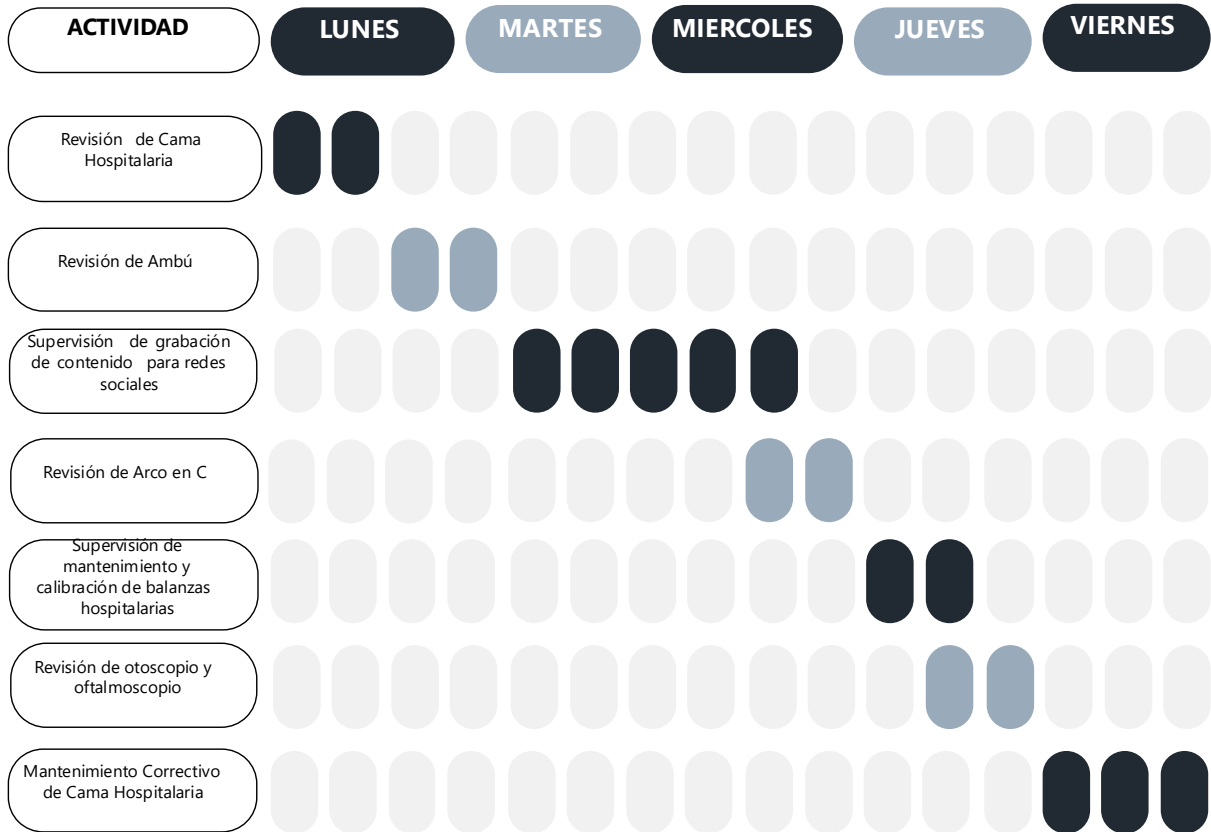 ACTIVIDAD
LUNES
MARTES
MIERCOLES
JUEVES
VIERNES
Revisión de Cama
Hospitalaria
Revisión de Ambú
Supervisión de grabación
de contenido para redes
sociales
Revisión de Arco en C
Supervisión de
mantenimiento y
calibración de balanzas
hospitalarias
Revisión de otoscopio y
oftalmoscopio
Mantenimiento Correctivo
de Cama Hospitalaria